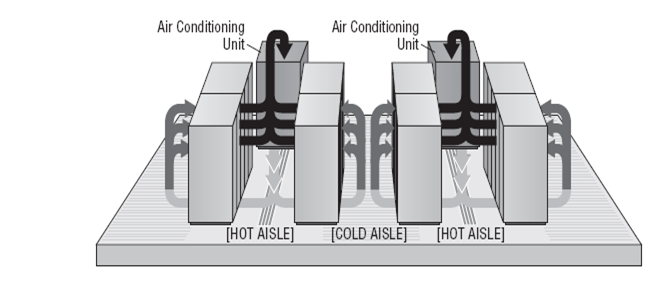 Air Conditioning
Unit
Air Conditioning
Unit
[HOT AISLE]
[COLD AISLE]
[HOT AISLE]